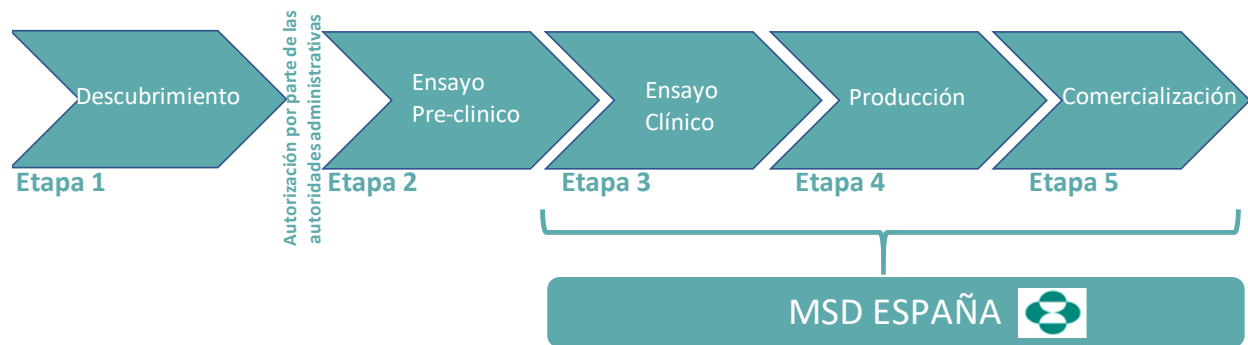 Descubrimiento
Etapa 1
Autorización por parte de las
autoridades administrativas
Ensayo
Pre-clinico
Etapa 2
Ensayo
Clínico
Etapa 3
Producción
Etapa 4
Comercialización
Etapa 5
MSD ESPAÑA